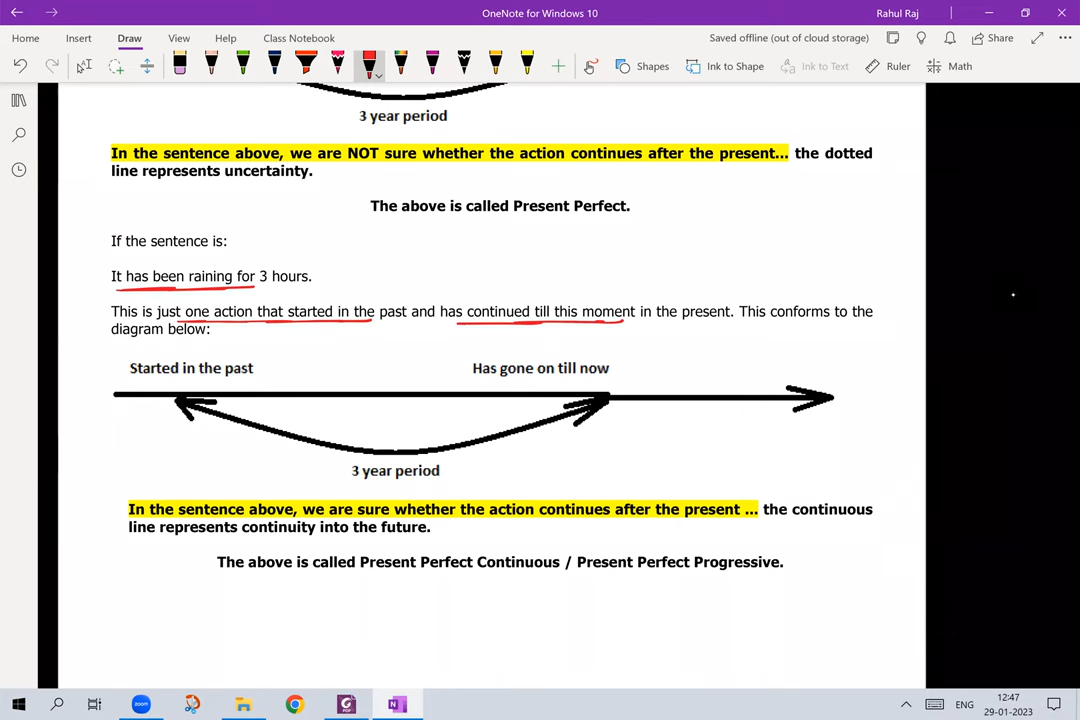 OneNote for Windows 10
Rahul Raj
Home Insert Draw View Help Class Notebook
Saved offline (out of cloud storage)
Share
Shapes
Ink to Shape
Ink to Text
Ruler
Math
3 year period
In the sentence above, we are NOT sure whether the action continues after the present... the dotted
line represents uncertainty.
The above is called Present Perfect.
If the sentence is:
It has been raining for 3 hours.
This is just one action that started in the past and has continued till this moment in the present. This conforms to the
diagram below:
Started in the past
Has gone on till now
3 year period
In the sentence above, we are sure whether the action continues after the present ... the continuous
line represents continuity into the future.
The above is called Present Perfect Continuous / Present Perfect Progressive.
zoom
PDF
N
ENG
12:47
29-01-2023